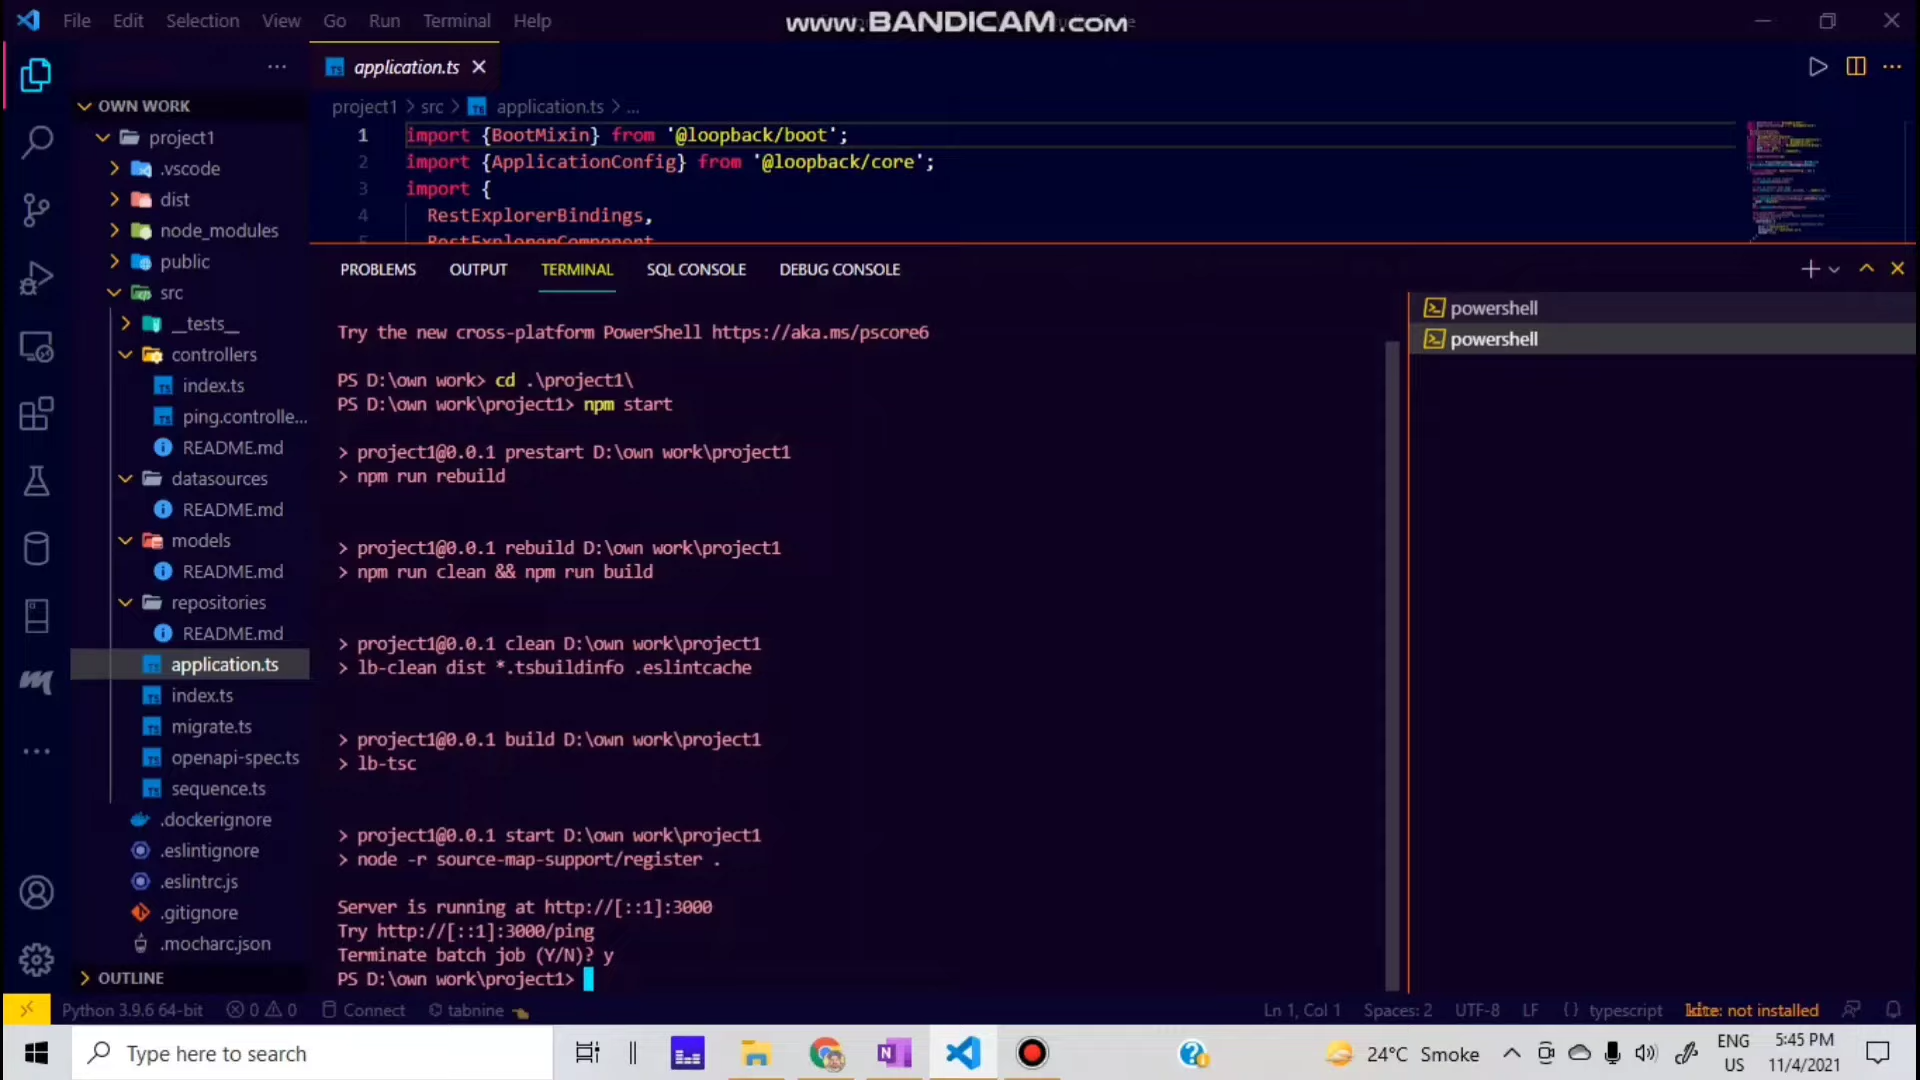 File Edit Selection View Go Run Terminal Help
www.BANDICAM.com
application.ts
OWN WORK
project1
.vscode
dist
node_modules
public
src
__tests__
controllers
index.ts
ping.controlle...
README.md
datasources
README.md
models
README.md
repositories
README.md
application.ts
index.ts
migrate.ts
openapi-spec.ts
sequence.ts
.dockerignore
.eslintignore
.eslintrc.js
.gitignore
.mocharc.json
OUTLINE
project1 > src > application.ts > ...
1 import {BootMixin} from '@loopback/boot';
2 import {ApplicationConfig} from '@loopback/core';
3 import {
4 RestExplorerBindings,
5 RestExplorerComponent
PROBLEMS OUTPUT TERMINAL SQL CONSOLE DEBUG CONSOLE
Try the new cross-platform PowerShell https://aka.ms/pscore6
PS D:\own work> cd .\project1\
PS D:\own work\project1> npm start
> project1@0.0.1 prestart D:\own work\project1
> npm run rebuild
> project1@0.0.1 rebuild D:\own work\project1
> npm run clean && npm run build
> project1@0.0.1 clean D:\own work\project1
> lb-clean dist *.tsbuildinfo .eslintcache
> project1@0.0.1 build D:\own work\project1
> lb-tsc
> project1@0.0.1 start D:\own work\project1
> node -r source-map-support/register .
Server is running at http://[::1]:3000
Try http://[::1]:3000/ping
Terminate batch job (Y/N)? y
PS D:\own work\project1>
powershell
powershell
Python 3.9.6 64-bit 0 0 Connect tabnine Ln 1, Col 1 Spaces: 2 UTF-8 LF {} typescript kite: not installed
Type here to search
24°C Smoke
ENG
US
5:45 PM
11/4/2021